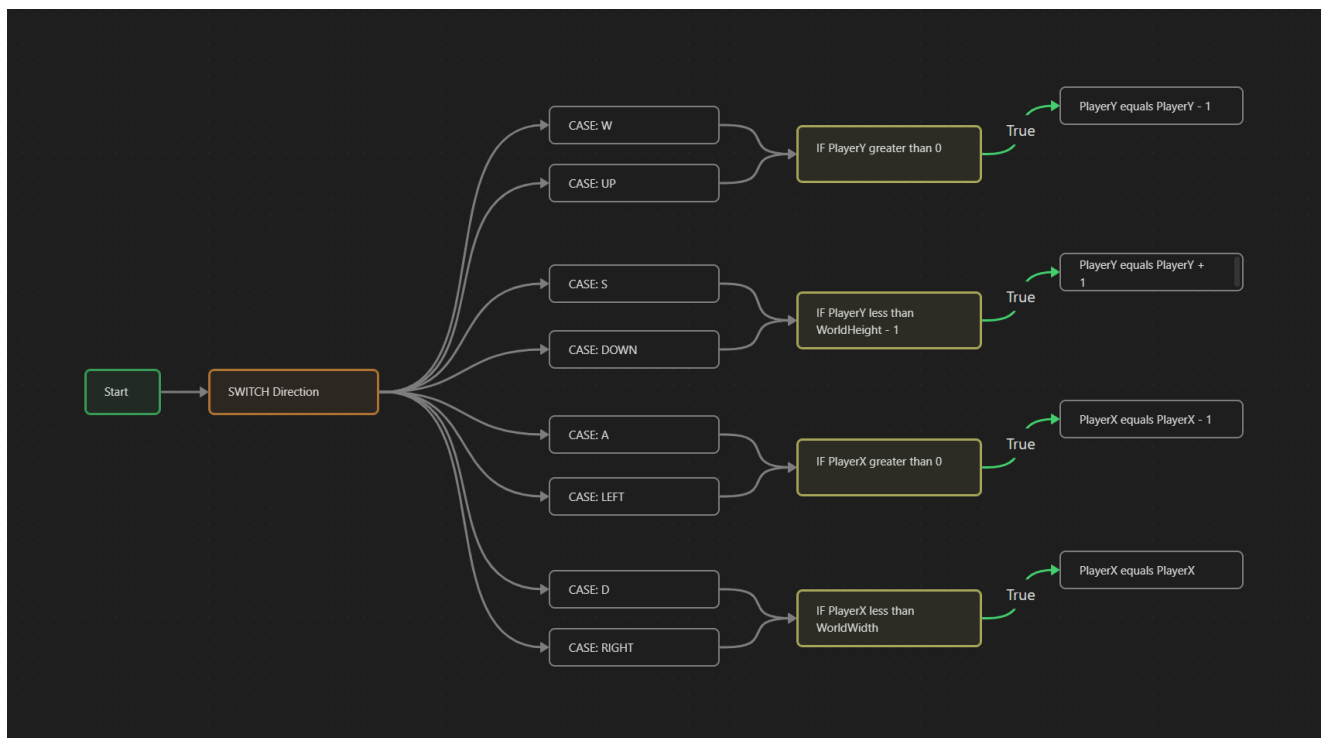 Start
SWITCH Direction
CASE: W
CASE: UP
IF PlayerY greater than 0
True
PlayerY equals PlayerY - 1
CASE: S
CASE: DOWN
IF PlayerY less than
WorldHeight - 1
True
PlayerY equals PlayerY +
1
CASE: A
CASE: LEFT
IF PlayerX greater than 0
True
PlayerX equals PlayerX - 1
CASE: D
CASE: RIGHT
IF PlayerX less than
WorldWidth
True
PlayerX equals PlayerX